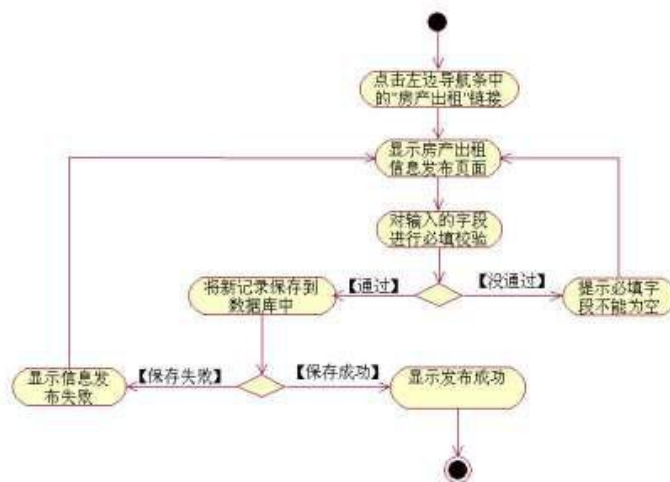 点击左边导航条中
的"房产出租"链接
显示房产出租
信息发布页面
对输入的字段
进行必填校验
将新记录保存到
数据库中
【通过】
【没通过】
提示必填字
段不能为空
显示信息发
布失败
【保存失败】
【保存成功】
显示发布成功